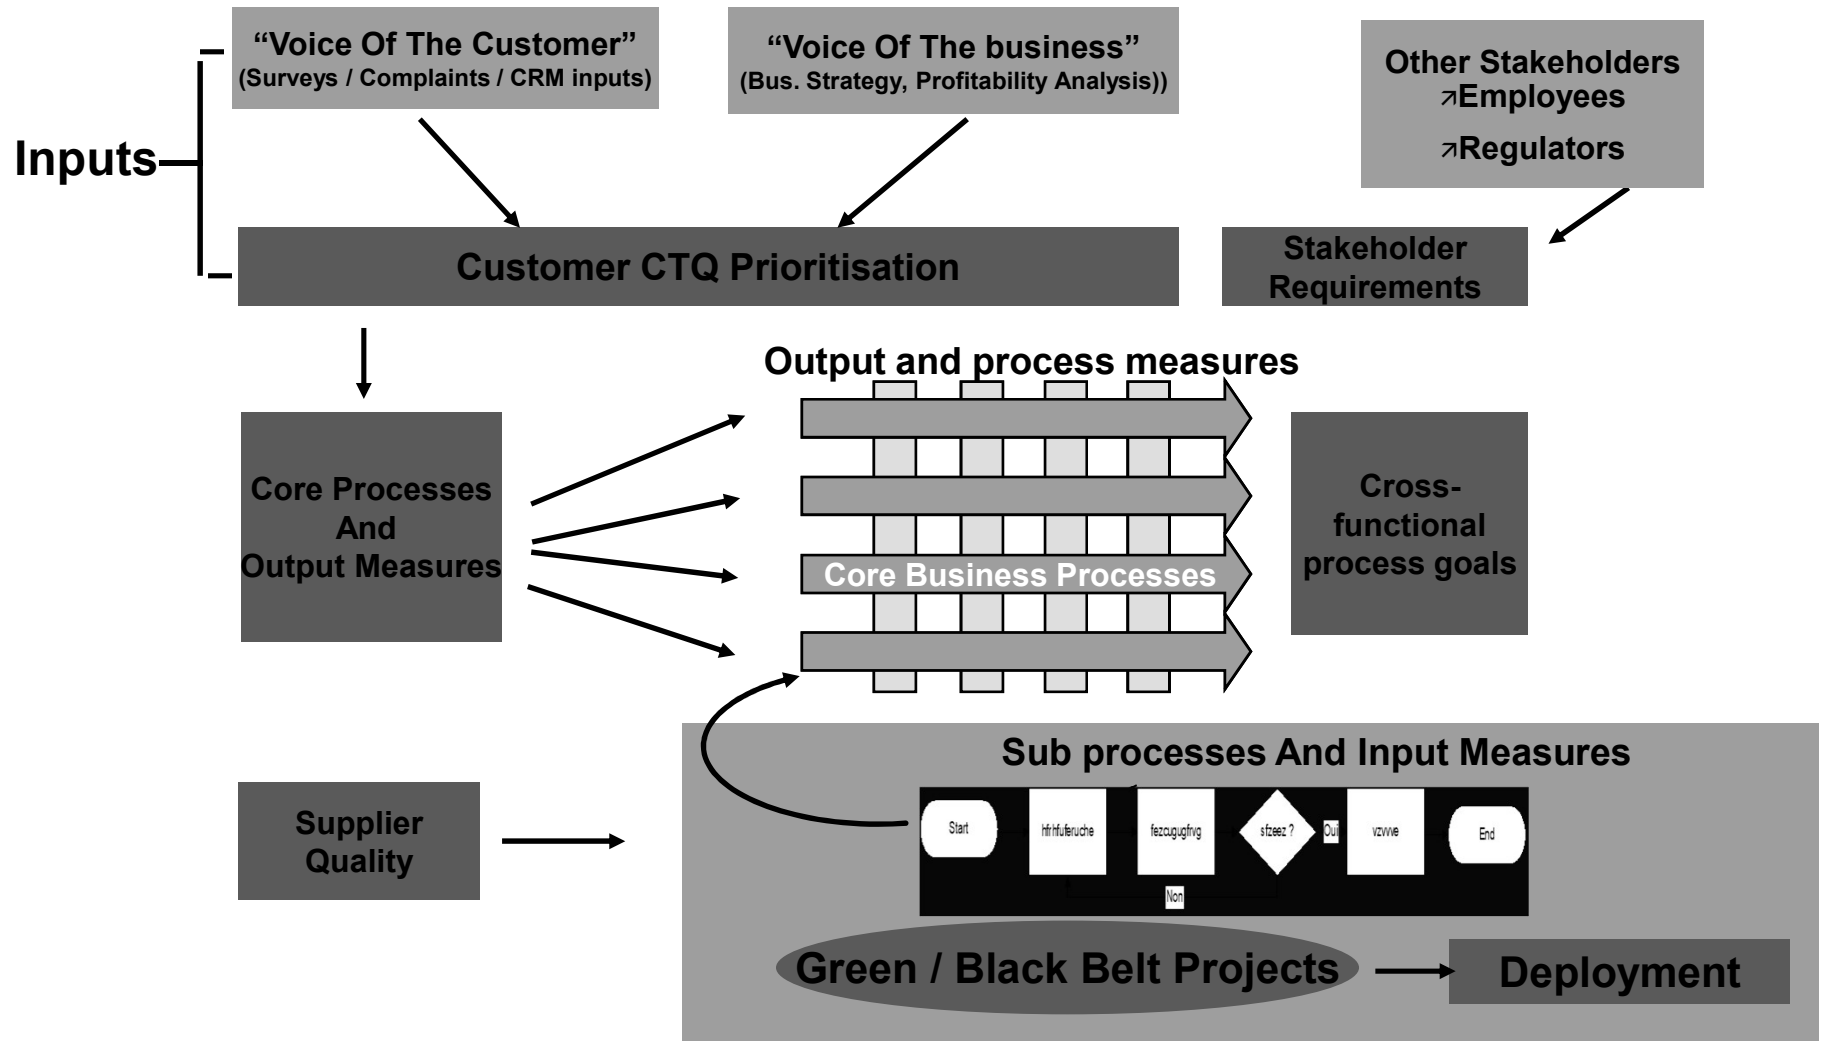 “Voice Of The Customer”
(Surveys / Complaints / CRM inputs)
“Voice Of The business”
(Bus. Strategy, Profitability Analysis))
Other Stakeholders
Employees
Regulators
Inputs
Customer CTQ Prioritisation
Stakeholder
Requirements
Output and process measures
Core Processes
And
Output Measures
Core Business Processes
Cross-
functional
process goals
Sub processes And Input Measures
Supplier
Quality
Start
hfrhfuferuche
fezcugugfrvg
sfzeez ?
Oui
vzvvve
End
Non
Green / Black Belt Projects
Deployment